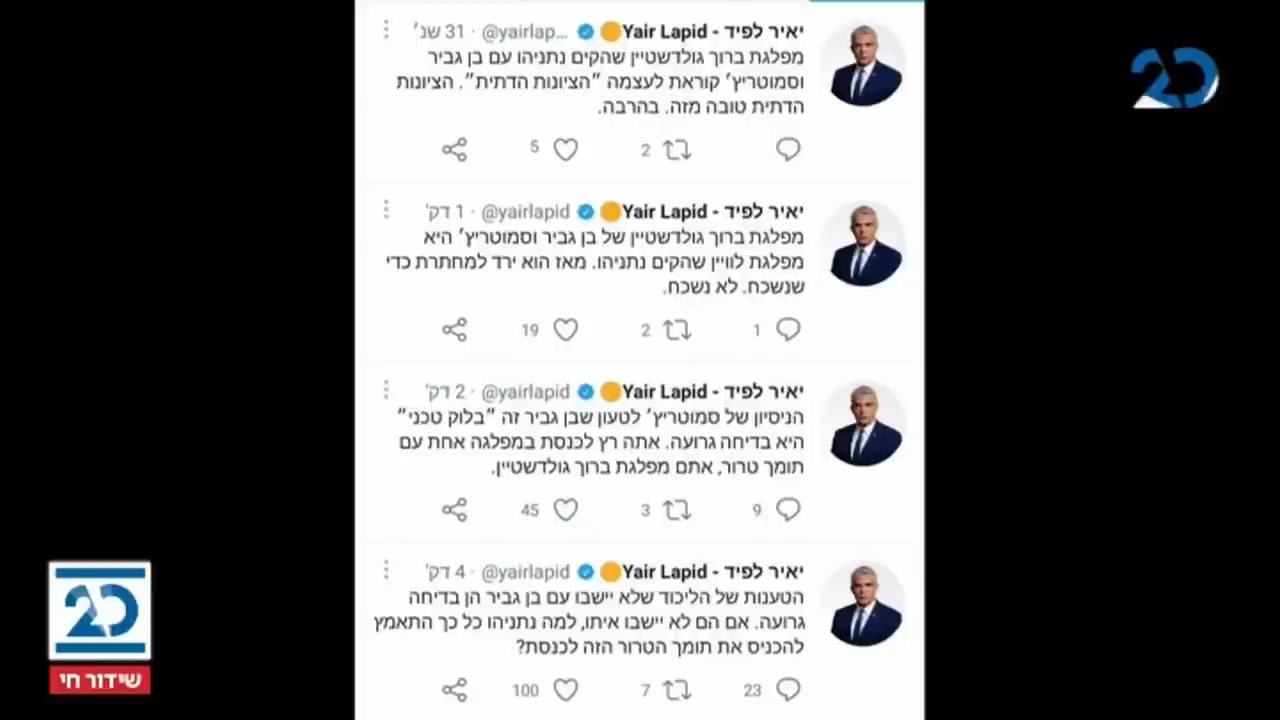 יאיר לפיד - Yair Lapid @yairlap... · 31 שנ׳
מפלגת ברוך גולדשטיין שהקים נתניהו עם בן גביר
וסמוטריץ׳ קוראת לעצמה ״הציונות הדתית״. הציונות
הדתית טובה מזה. בהרבה.
2 5
יאיר לפיד - Yair Lapid @yairlapid · 1 דק'
מפלגת ברוך גולדשטיין של בן גביר וסמוטריץ׳ היא
מפלגת לוויין שהקים נתניהו. מאז הוא ירד למחתרת כדי
שנשכח. לא נשכח.
1 2 19
יאיר לפיד - Yair Lapid @yairlapid · 2 דק'
הניסיון של סמוטריץ׳ לטעון שבן גביר זה ״בלוק טכני״
היא בדיחה גרועה. אתה רץ לכנסת במפלגה אחת עם
תומך טרור, אתם מפלגת ברוך גולדשטיין.
9 3 45
יאיר לפיד - Yair Lapid @yairlapid · 4 דק'
הטענות של הליכוד שלא יישבו עם בן גביר הן בדיחה
גרועה. אם הם לא יישבו איתו, למה נתניהו כל כך התאמץ
להכניס את תומך הטרור הזה לכנסת?
23 7 100
20
20
שידור חי